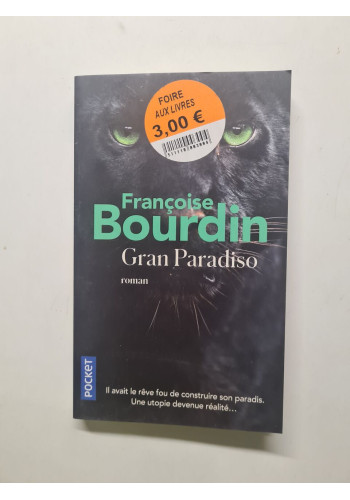 FOIRE
AUX LIVRES
3,00 €
Françoise
Bourdin
Gran Paradiso
roman
POCKET
Il avait le rêve fou de construire son paradis.
Une utopie devenue réalité…